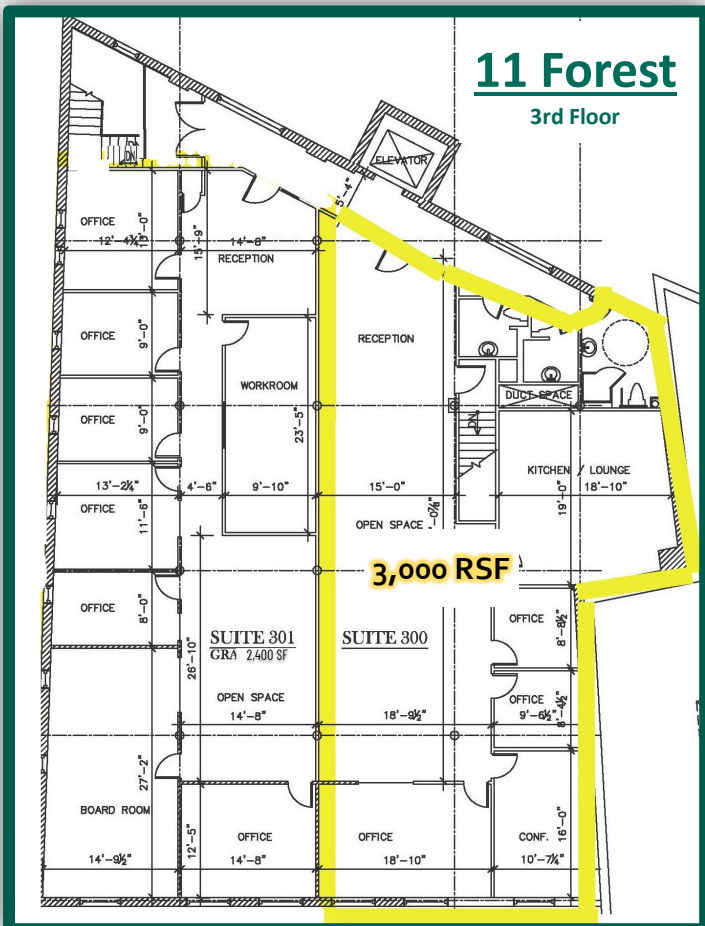 11 Forest
3rd Floor
ELEVATOR
5'-4"
DN
OFFICE
12'-4¾"
13'-0"
15'-9"
14'-8"
RECEPTION
OFFICE
9'-0"
RECEPTION
WORKROOM
23'-5"
DUCT SPACE
OFFICE
9'-0"
DN
KITCHEN / LOUNGE
13'-2¼"
4'-6"
9'-10"
15'-0"
19'-0"
18'-10"
OFFICE
11'-6"
OPEN SPACE
3,000 RSF
OFFICE
8'-0"
OFFICE
8'-8½"
SUITE 301
GRA 2,400 SF
SUITE 300
26'-10"
OPEN SPACE
14'-8"
18'-9½"
OFFICE
9'-6½"
8'-4½"
27'-2"
BOARD ROOM
12'-5"
OFFICE
OFFICE
CONF.
16'-0"
14'-9½"
14'-8"
18'-10"
10'-7¼"